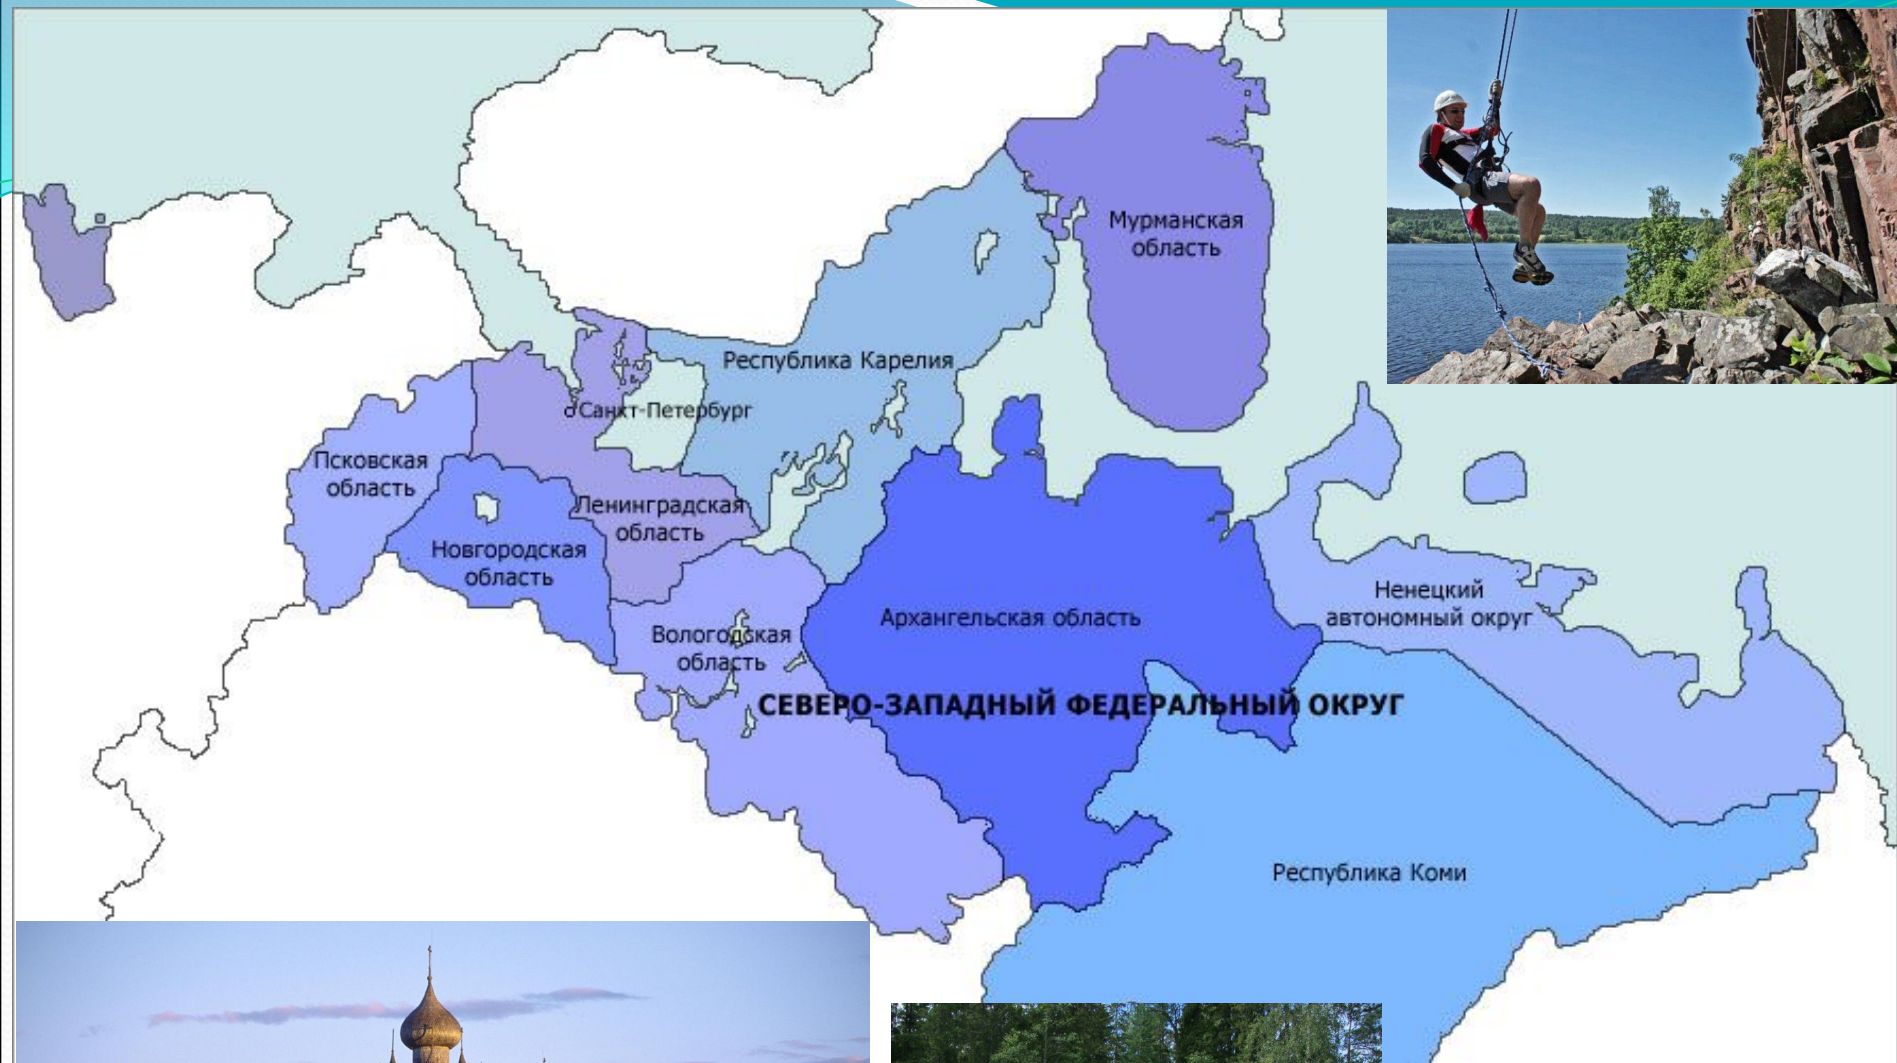 Мурманская
область
Республика Карелия
Санкт-Петербург
Псковская
область
Ленинградская
область
Новгородская
область
Ненецкий
автономный округ
Архангельская область
Вологодская
область
СЕВЕРО-ЗАПАДНЫЙ ФЕДЕРАЛЬНЫЙ ОКРУГ
Республика Коми